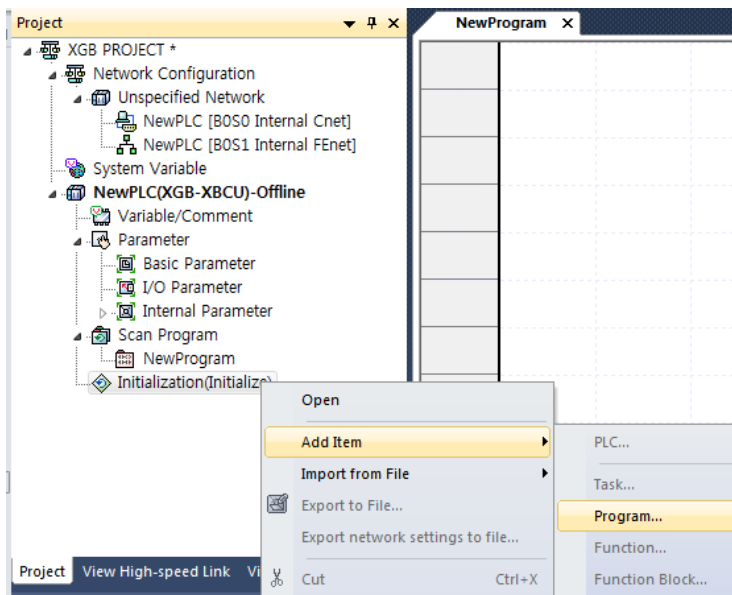 Project
NewProgram
XGB PROJECT *
Network Configuration
Unspecified Network
NewPLC [B0S0 Internal Cnet]
NewPLC [B0S1 Internal FEnet]
System Variable
NewPLC(XGB-XBCU)-Offline
Variable/Comment
Parameter
Basic Parameter
I/O Parameter
Internal Parameter
Scan Program
NewProgram
Initialization(Initialize)
Open
Add Item
Import from File
Export to File...
Export network settings to file...
Cut Ctrl+X
PLC...
Task...
Program...
Function...
Function Block...
Project View High-speed Link